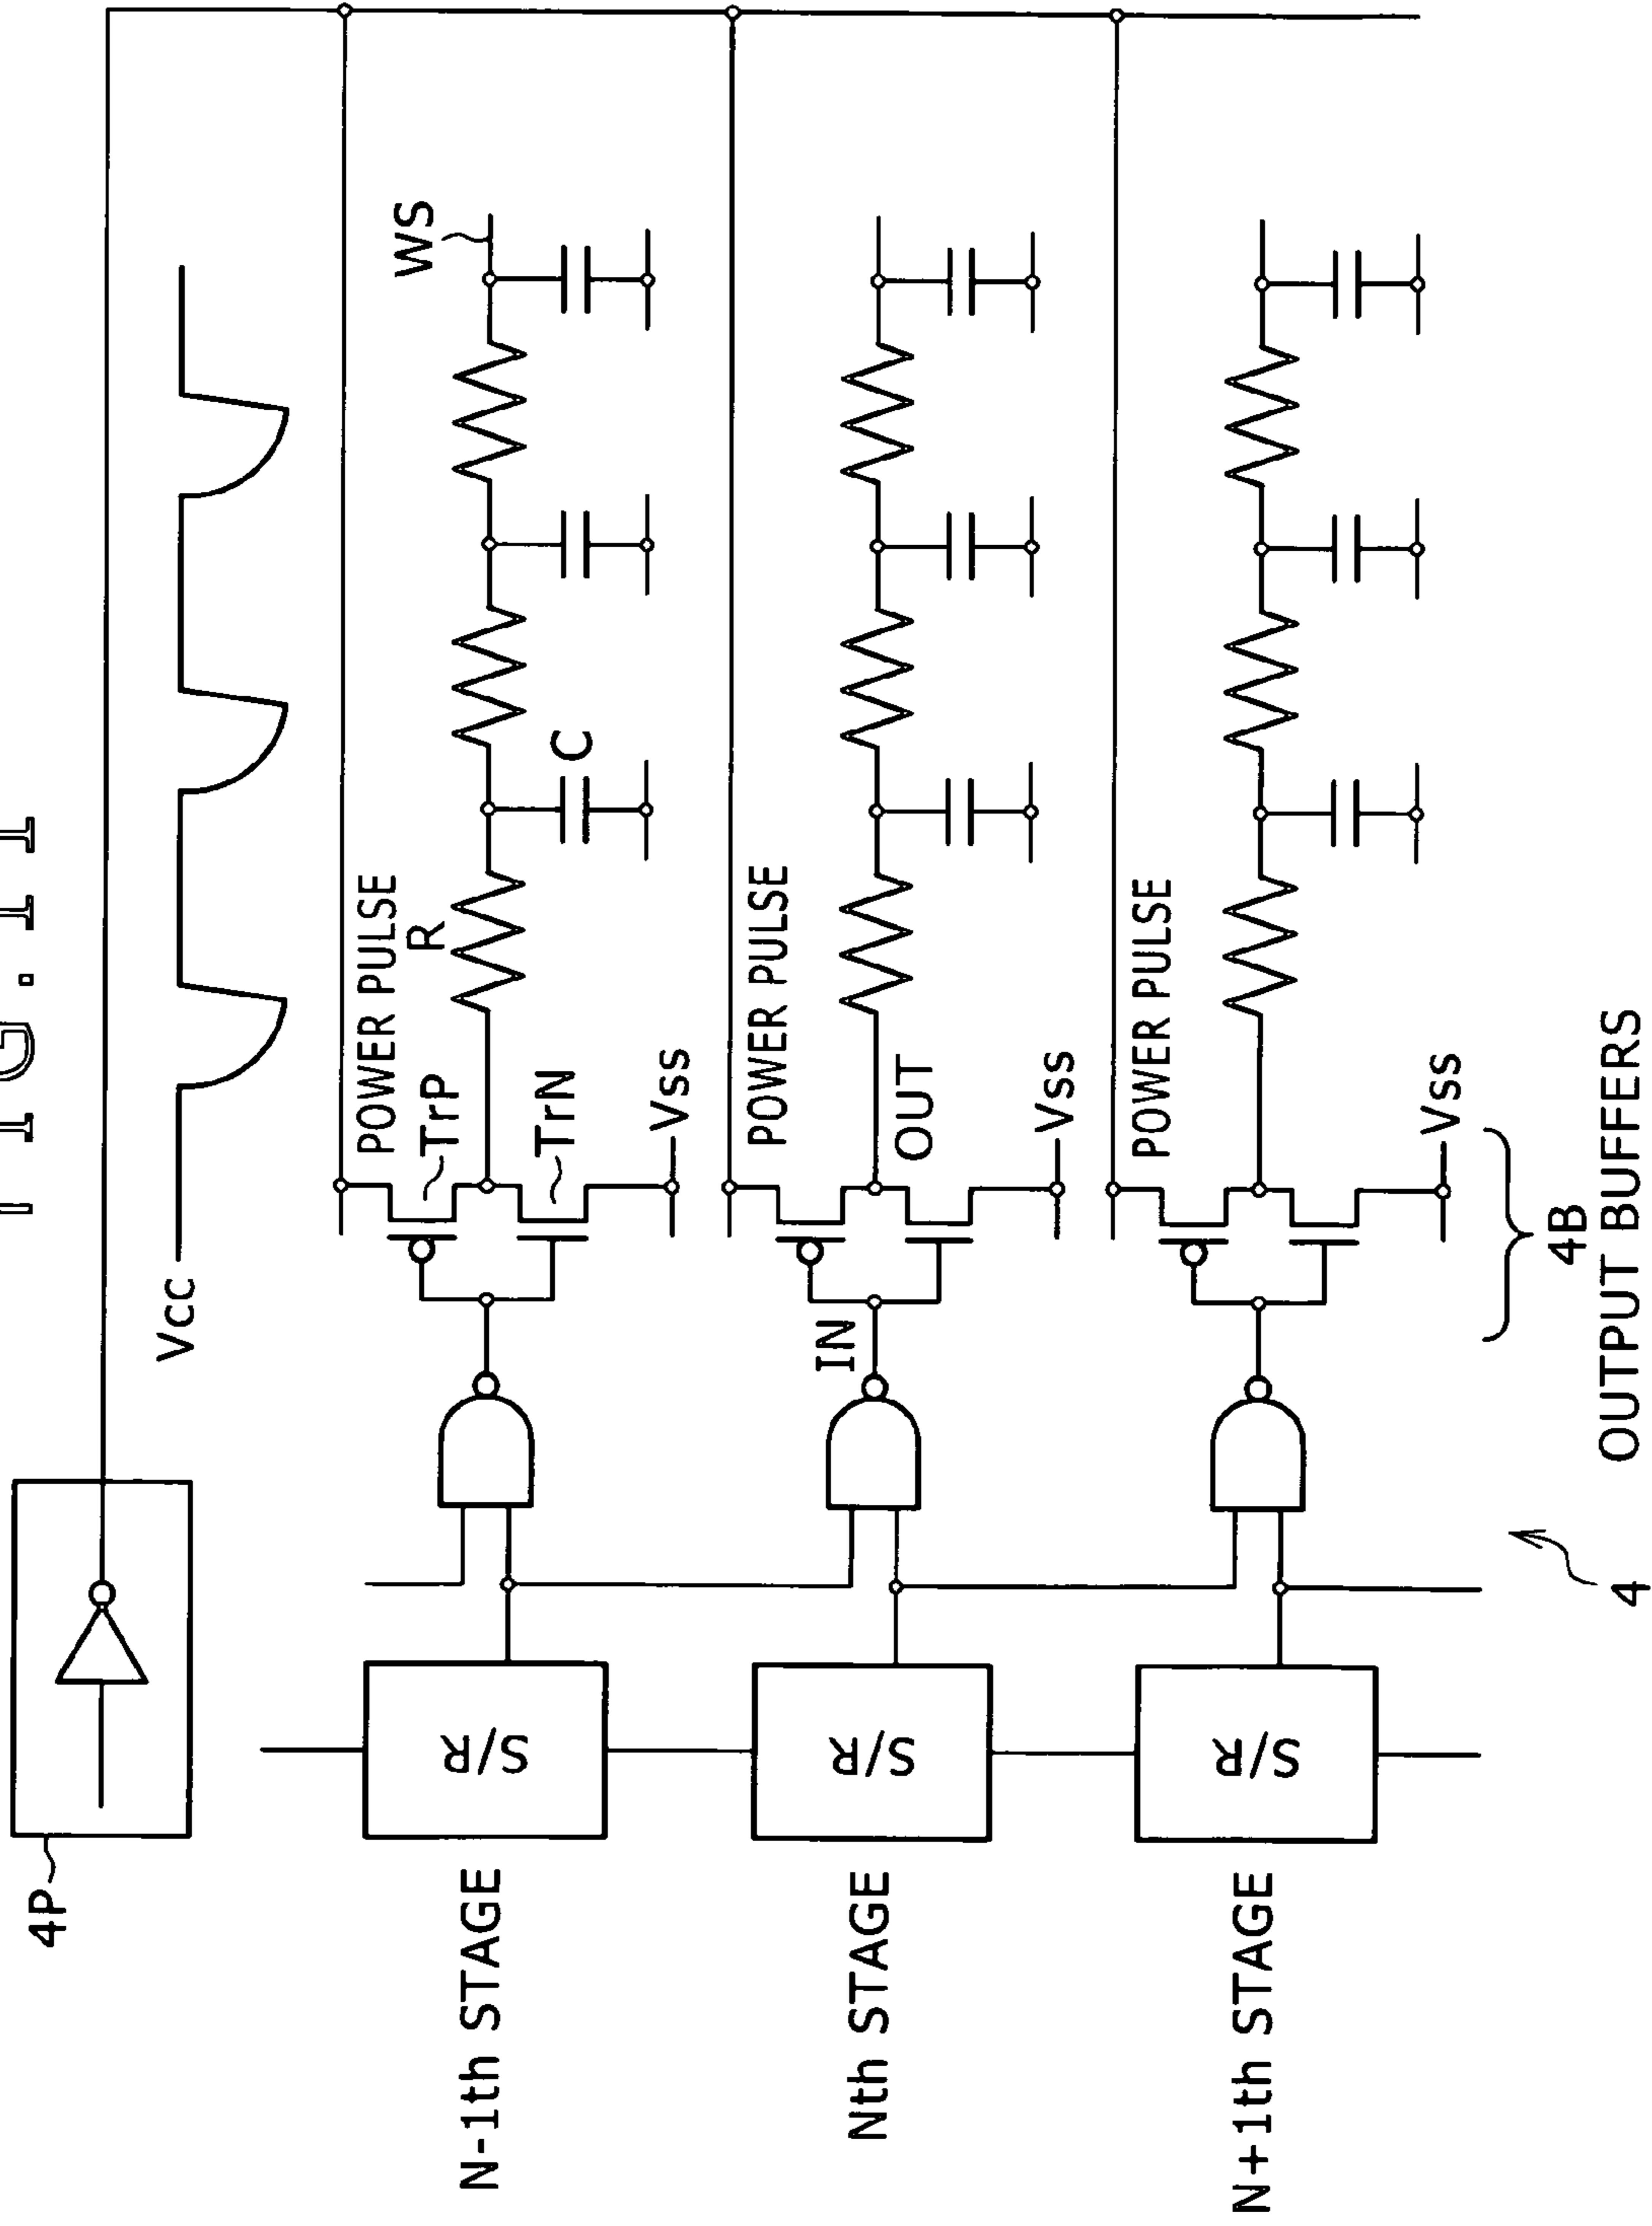 FIG.11
4P
Vcc
WS
POWER PULSE
R
C
TrP
TrN
Vss
N-1th STAGE
S/R
POWER PULSE
IN
OUT
Vss
Nth STAGE
S/R
POWER PULSE
Vss
N+1th STAGE
S/R
4
4B
OUTPUT BUFFERS